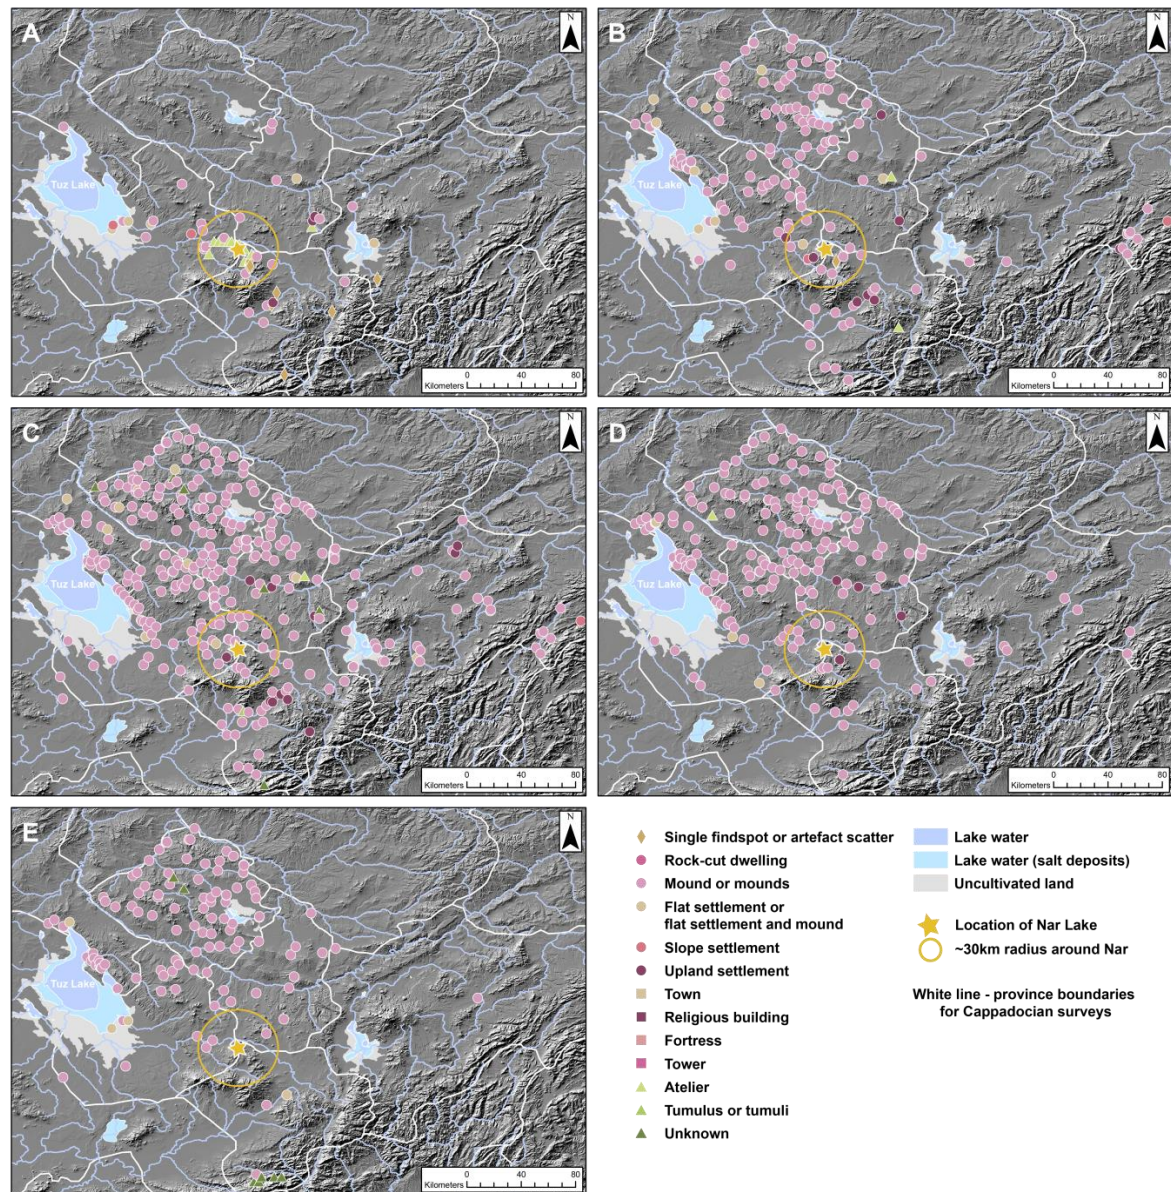 A
N
Tuz Lake
Kilometers
0 40 80
B
N
Tuz Lake
Kilometers
0 40 80
C
N
Tuz Lake
Kilometers
0 40 80
D
N
Tuz Lake
Kilometers
0 40 80
E
N
Tuz Lake
Kilometers
0 40 80
Single findspot or artefact scatter
Rock-cut dwelling
Mound or mounds
Flat settlement or
flat settlement and mound
Slope settlement
Upland settlement
Town
Religious building
Fortress
Tower
Atelier
Tumulus or tumuli
Unknown
Lake water
Lake water (salt deposits)
Uncultivated land
Location of Nar Lake
~30km radius around Nar
White line - province boundaries
for Cappadocian surveys